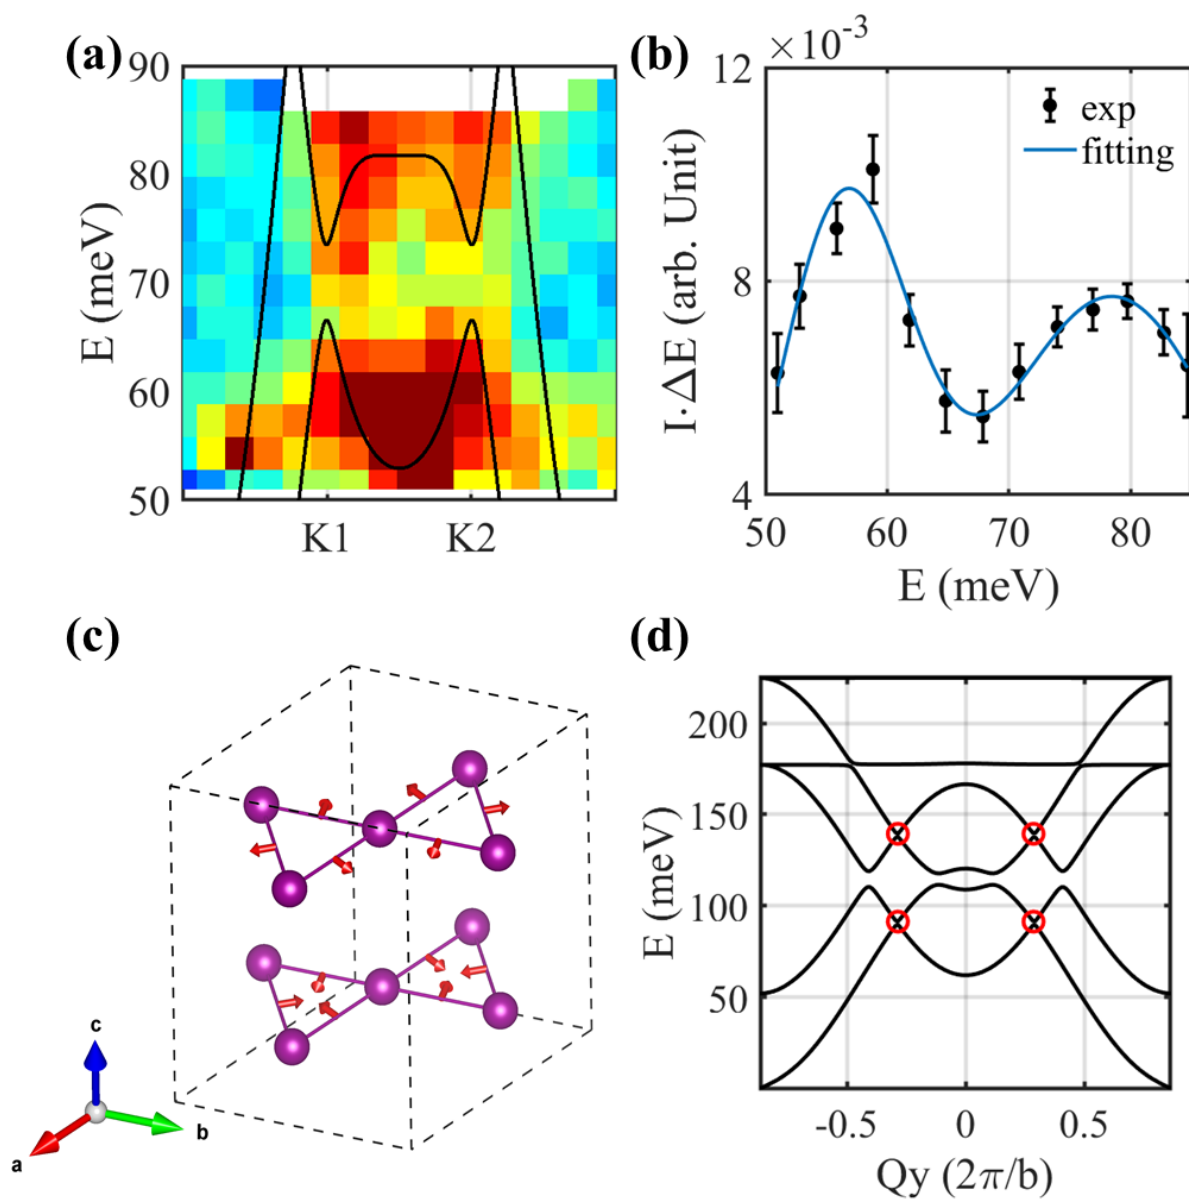 (a)
90
80
70
60
50
E (meV)
K1 K2
(b)
×10⁻³
12
8
4
I·ΔE (arb. Unit)
exp
fitting
50 60 70 80
E (meV)
(c)
c
b
a
(d)
200
150
100
50
E (meV)
-0.5 0 0.5
Qy (2π/b)